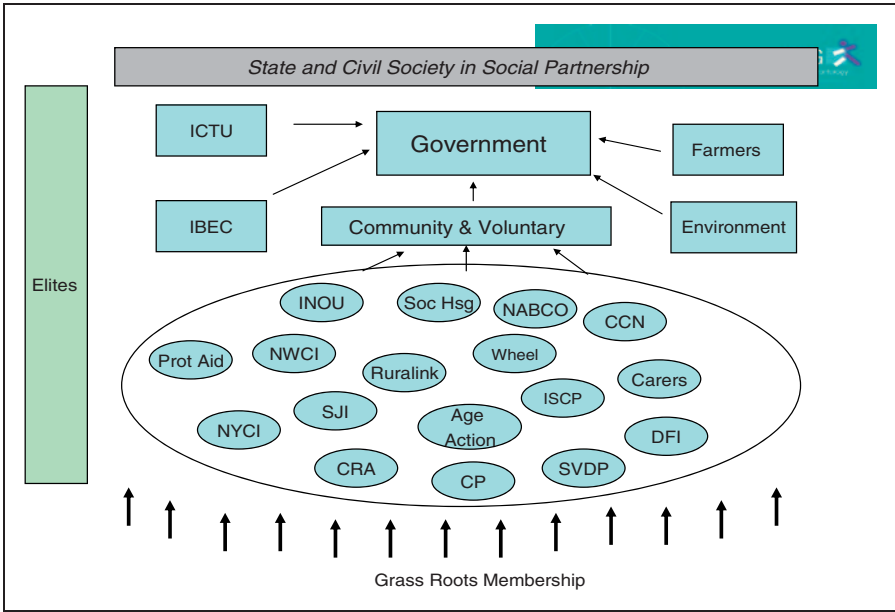 State and Civil Society in Social Partnership
G
ICTU
Government
Farmers
IBEC
Community & Voluntary
Environment
Elites
INOU
Soc Hsg
NABCO
CCN
Prot Aid
NWCI
Ruralink
Wheel
Carers
SJI
ISCP
NYCI
Age
Action
DFI
CRA
CP
SVDP
Grass Roots Membership